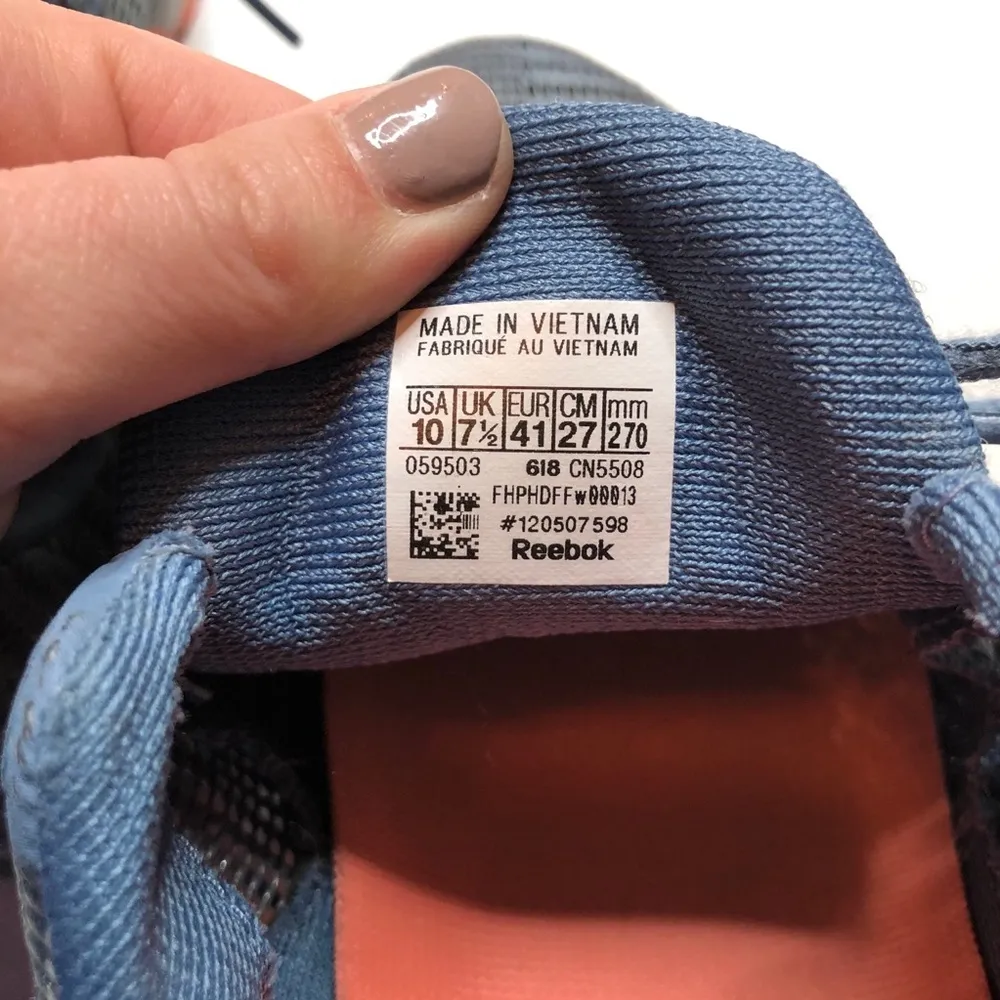 MADE IN VIETNAM
FABRIQUÉ AU VIETNAM
USA UK EUR CM mm
10 7½ 41 27 270
059503 618 CN5508
FHPHDFFw00013
#120507598
Reebok